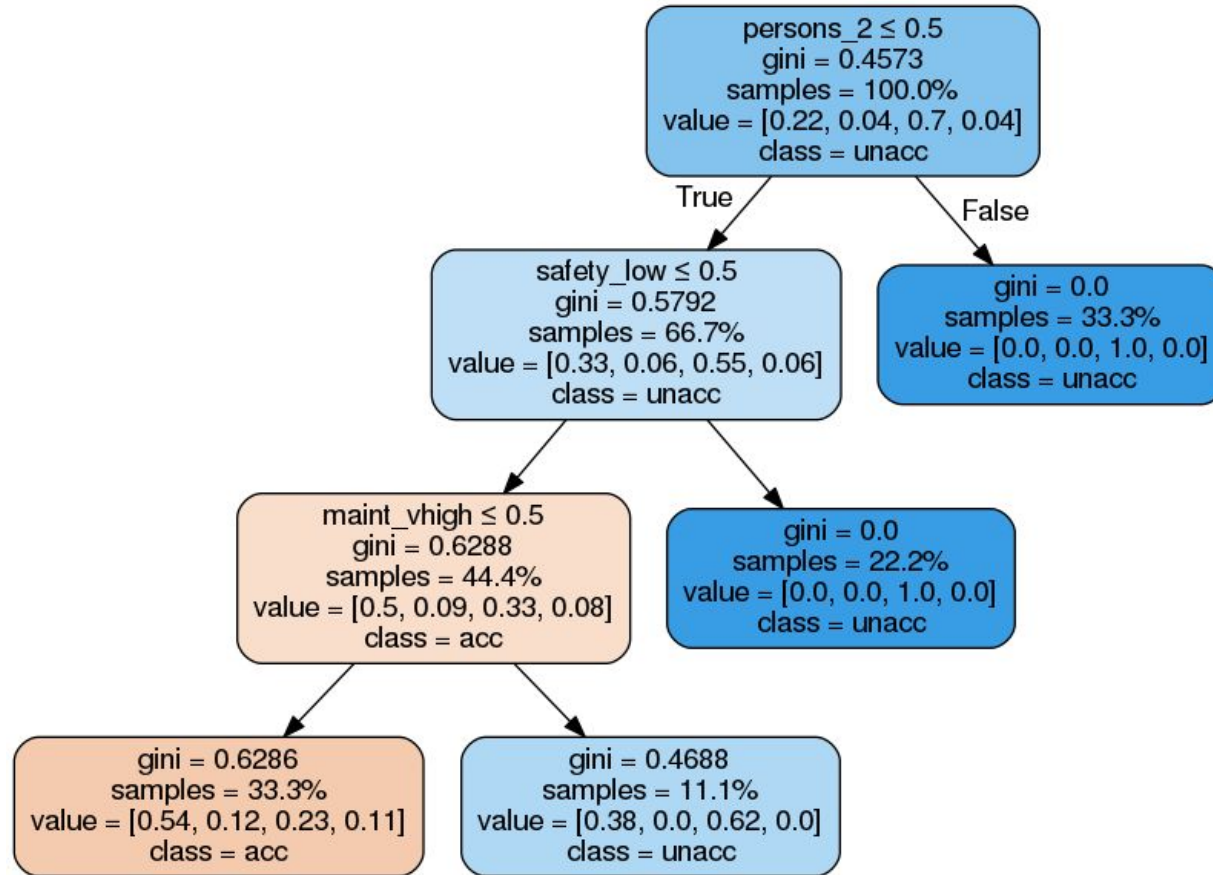 persons_2 ≤ 0.5
gini = 0.4573
samples = 100.0%
value = [0.22, 0.04, 0.7, 0.04]
class = unacc
True
False
safety_low ≤ 0.5
gini = 0.5792
samples = 66.7%
value = [0.33, 0.06, 0.55, 0.06]
class = unacc
gini = 0.0
samples = 33.3%
value = [0.0, 0.0, 1.0, 0.0]
class = unacc
maint_vhigh ≤ 0.5
gini = 0.6288
samples = 44.4%
value = [0.5, 0.09, 0.33, 0.08]
class = acc
gini = 0.0
samples = 22.2%
value = [0.0, 0.0, 1.0, 0.0]
class = unacc
gini = 0.6286
samples = 33.3%
value = [0.54, 0.12, 0.23, 0.11]
class = acc
gini = 0.4688
samples = 11.1%
value = [0.38, 0.0, 0.62, 0.0]
class = unacc